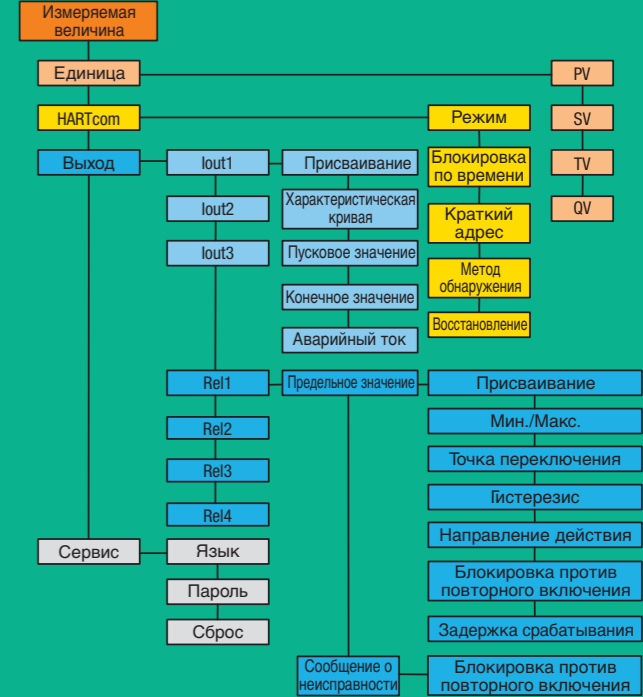 Измеряемая
величина
Единица
PV
HARTcom
Режим
SV
Выход
Iout1
Присваивание
Блокировка
по времени
TV
Iout2
Характеристическая
кривая
Краткий
адрес
QV
Iout3
Пусковое значение
Метод
обнаружения
Конечное значение
Восстановление
Аварийный ток
Rel1
Предельное значение
Присваивание
Rel2
Мин./Макс.
Rel3
Точка переключения
Rel4
Гистерезис
Сервис
Язык
Направление действия
Пароль
Блокировка против
повторного включения
Сброс
Задержка срабатывания
Сообщение о
неисправности
Блокировка против
повторного включения